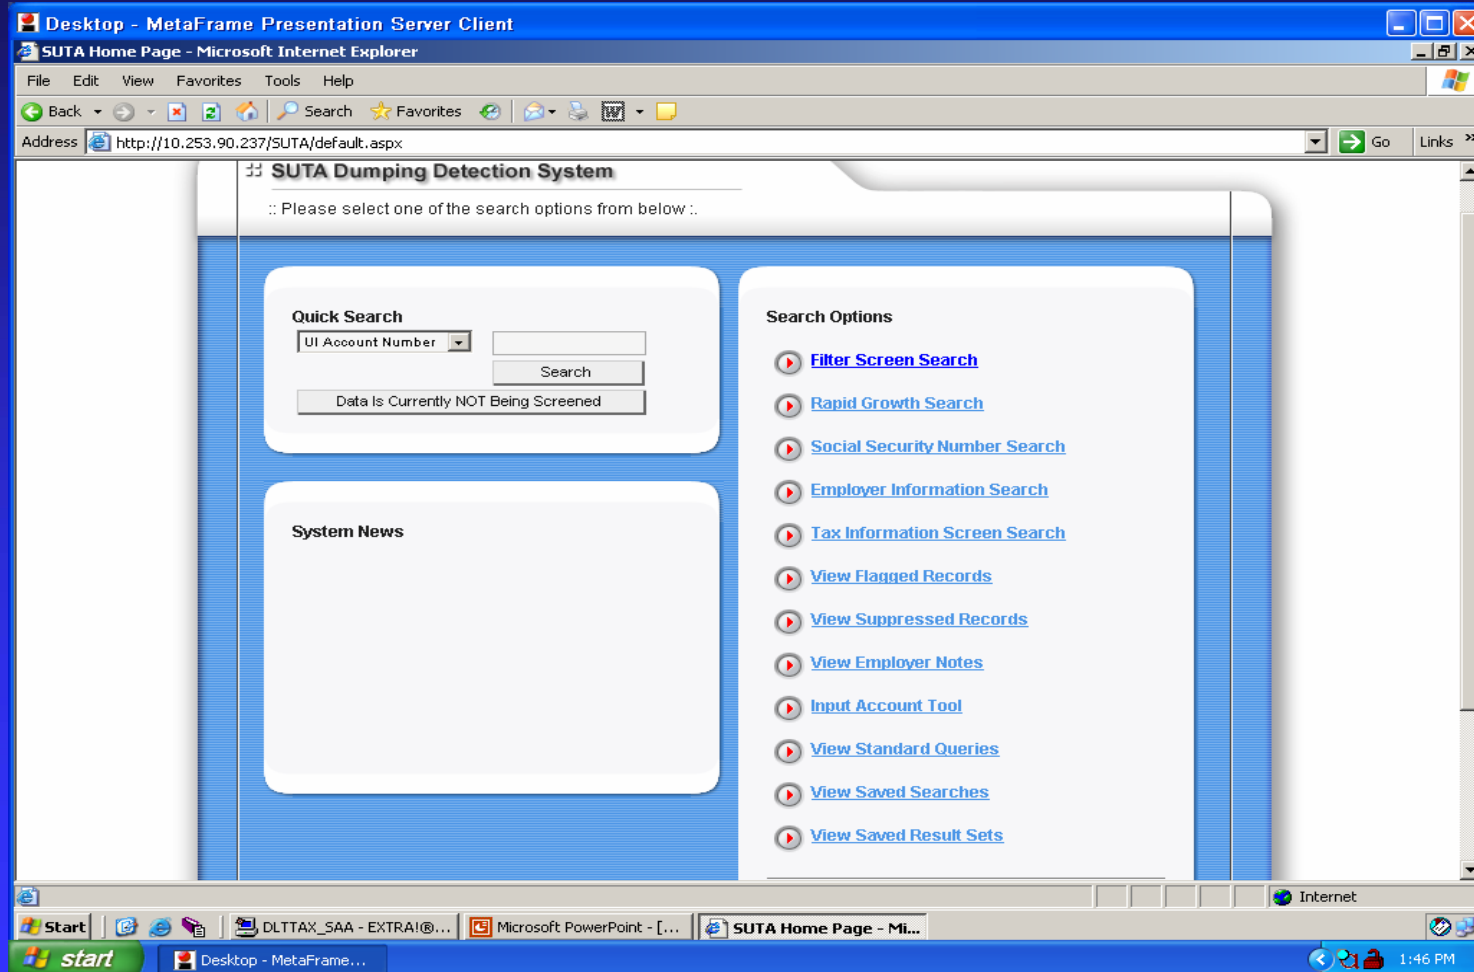 Desktop - MetaFrame Presentation Server Client
SUTA Home Page - Microsoft Internet Explorer
File Edit View Favorites Tools Help
Back Search Favorites
Address http://10.253.90.237/SUTA/default.aspx Go Links »
:: SUTA Dumping Detection System
:: Please select one of the search options from below :.
Quick Search
UI Account Number
Search
Data Is Currently NOT Being Screened
System News
Search Options
Filter Screen Search
Rapid Growth Search
Social Security Number Search
Employer Information Search
Tax Information Screen Search
View Flagged Records
View Suppressed Records
View Employer Notes
Input Account Tool
View Standard Queries
View Saved Searches
View Saved Result Sets
Internet
Start DLTTAX_SAA - EXTRA!®... Microsoft PowerPoint - [... SUTA Home Page - Mi...
start Desktop - MetaFrame... 1:46 PM